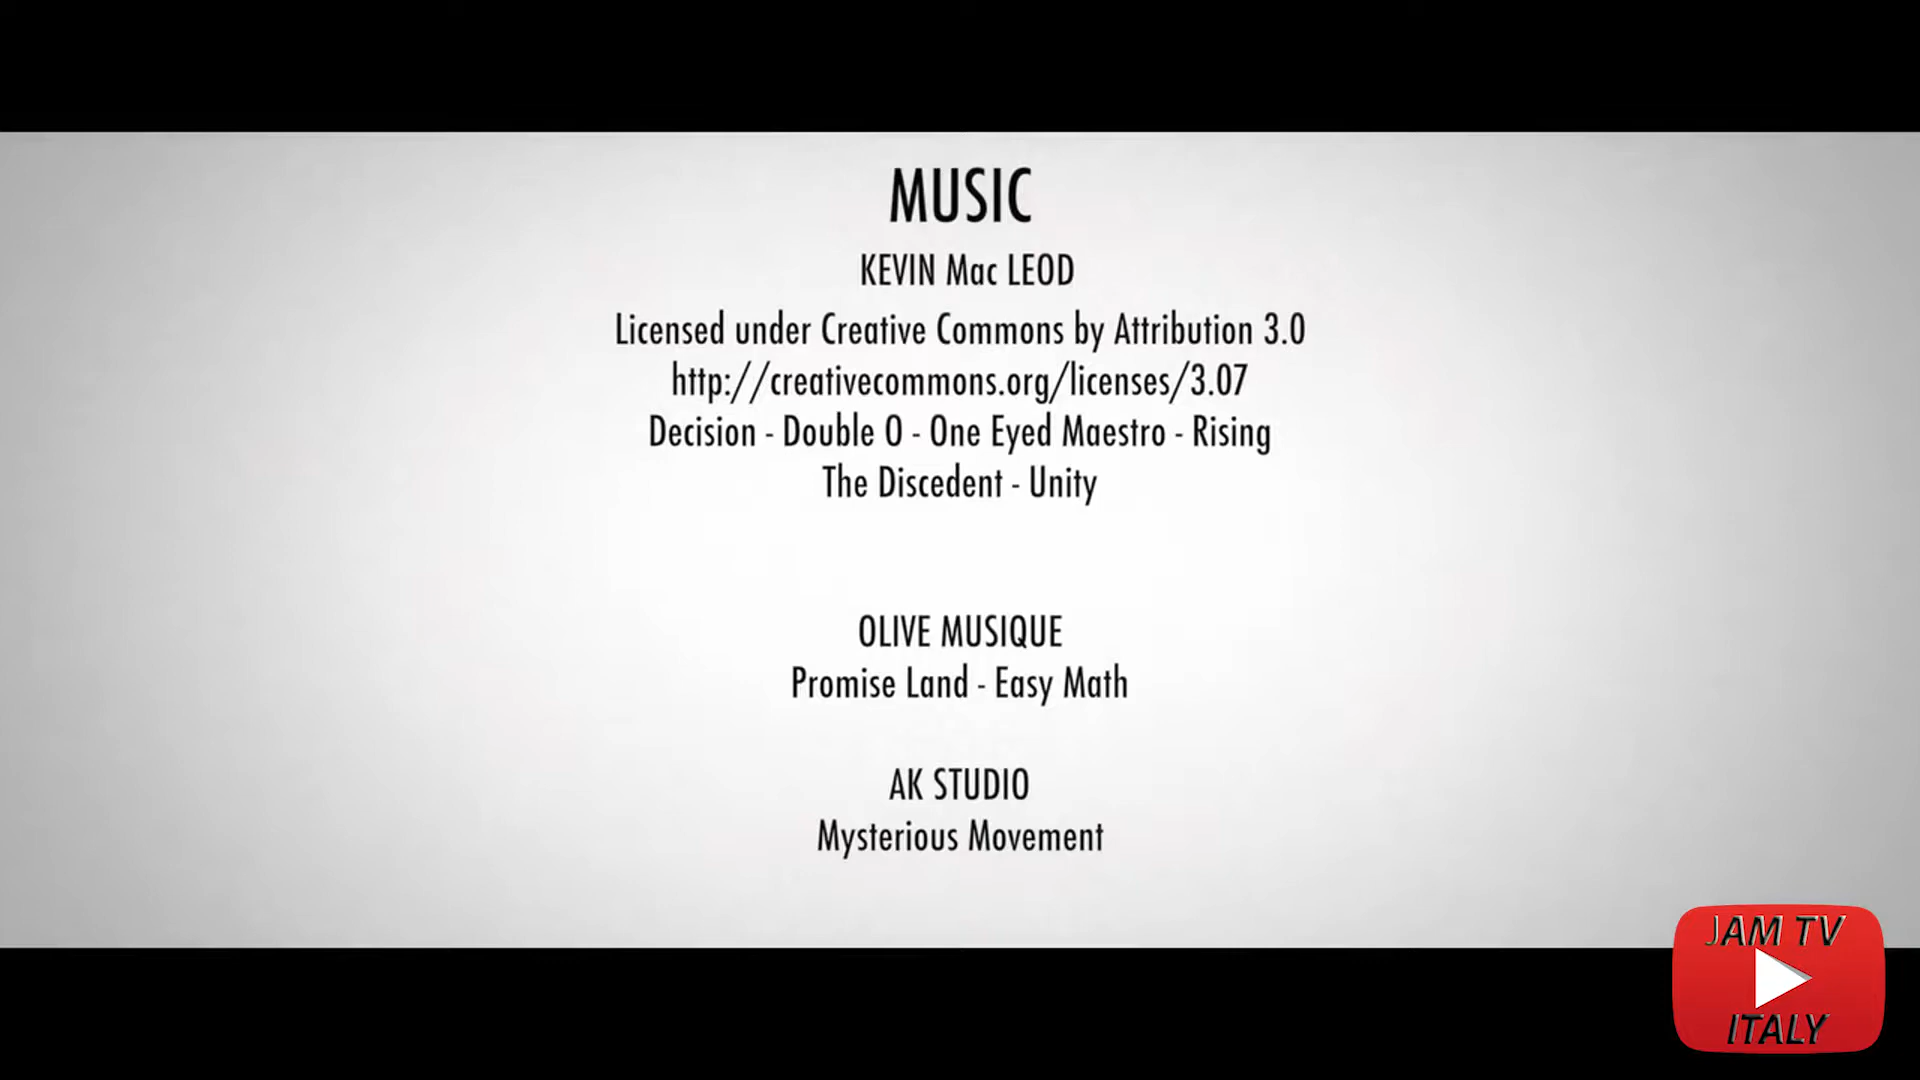 MUSIC
KEVIN Mac LEOD
Licensed under Creative Commons by Attribution 3.0
http://creativecommons.org/licenses/3.07
Decision - Double O - One Eyed Maestro - Rising
The Discedent - Unity
OLIVE MUSIQUE
Promise Land - Easy Math
AK STUDIO
Mysterious Movement
JAM TV
ITALY